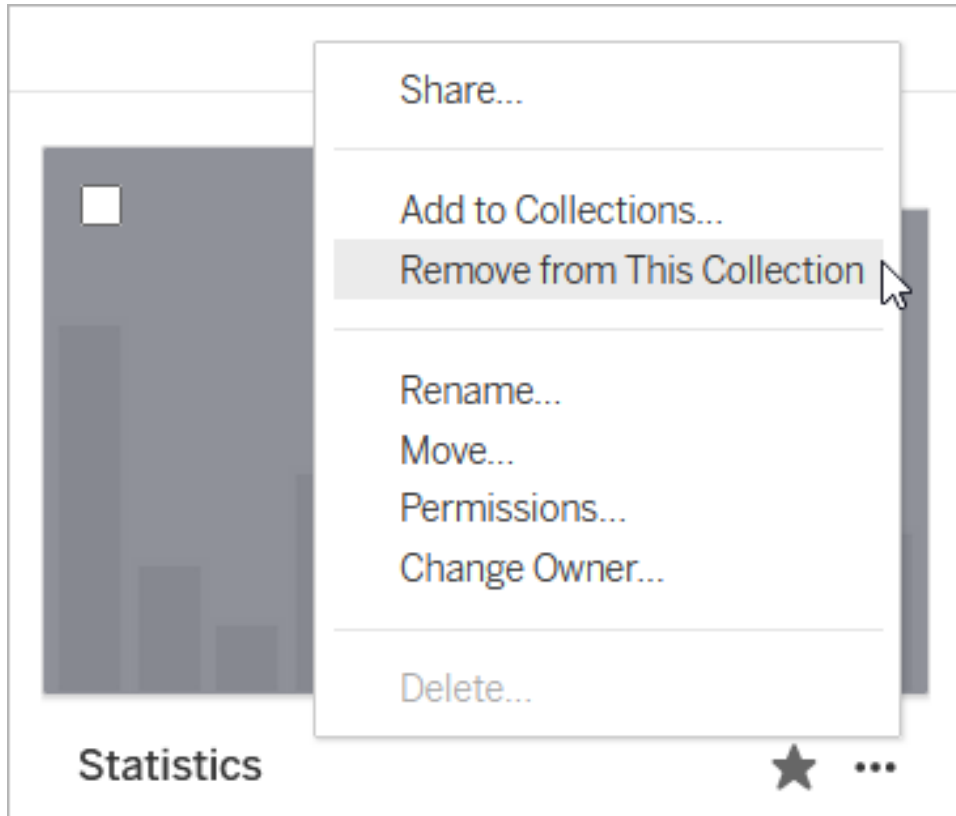 Share...
Add to Collections...
Remove from This Collection
Rename...
Move...
Permissions...
Change Owner...
Delete...
Statistics